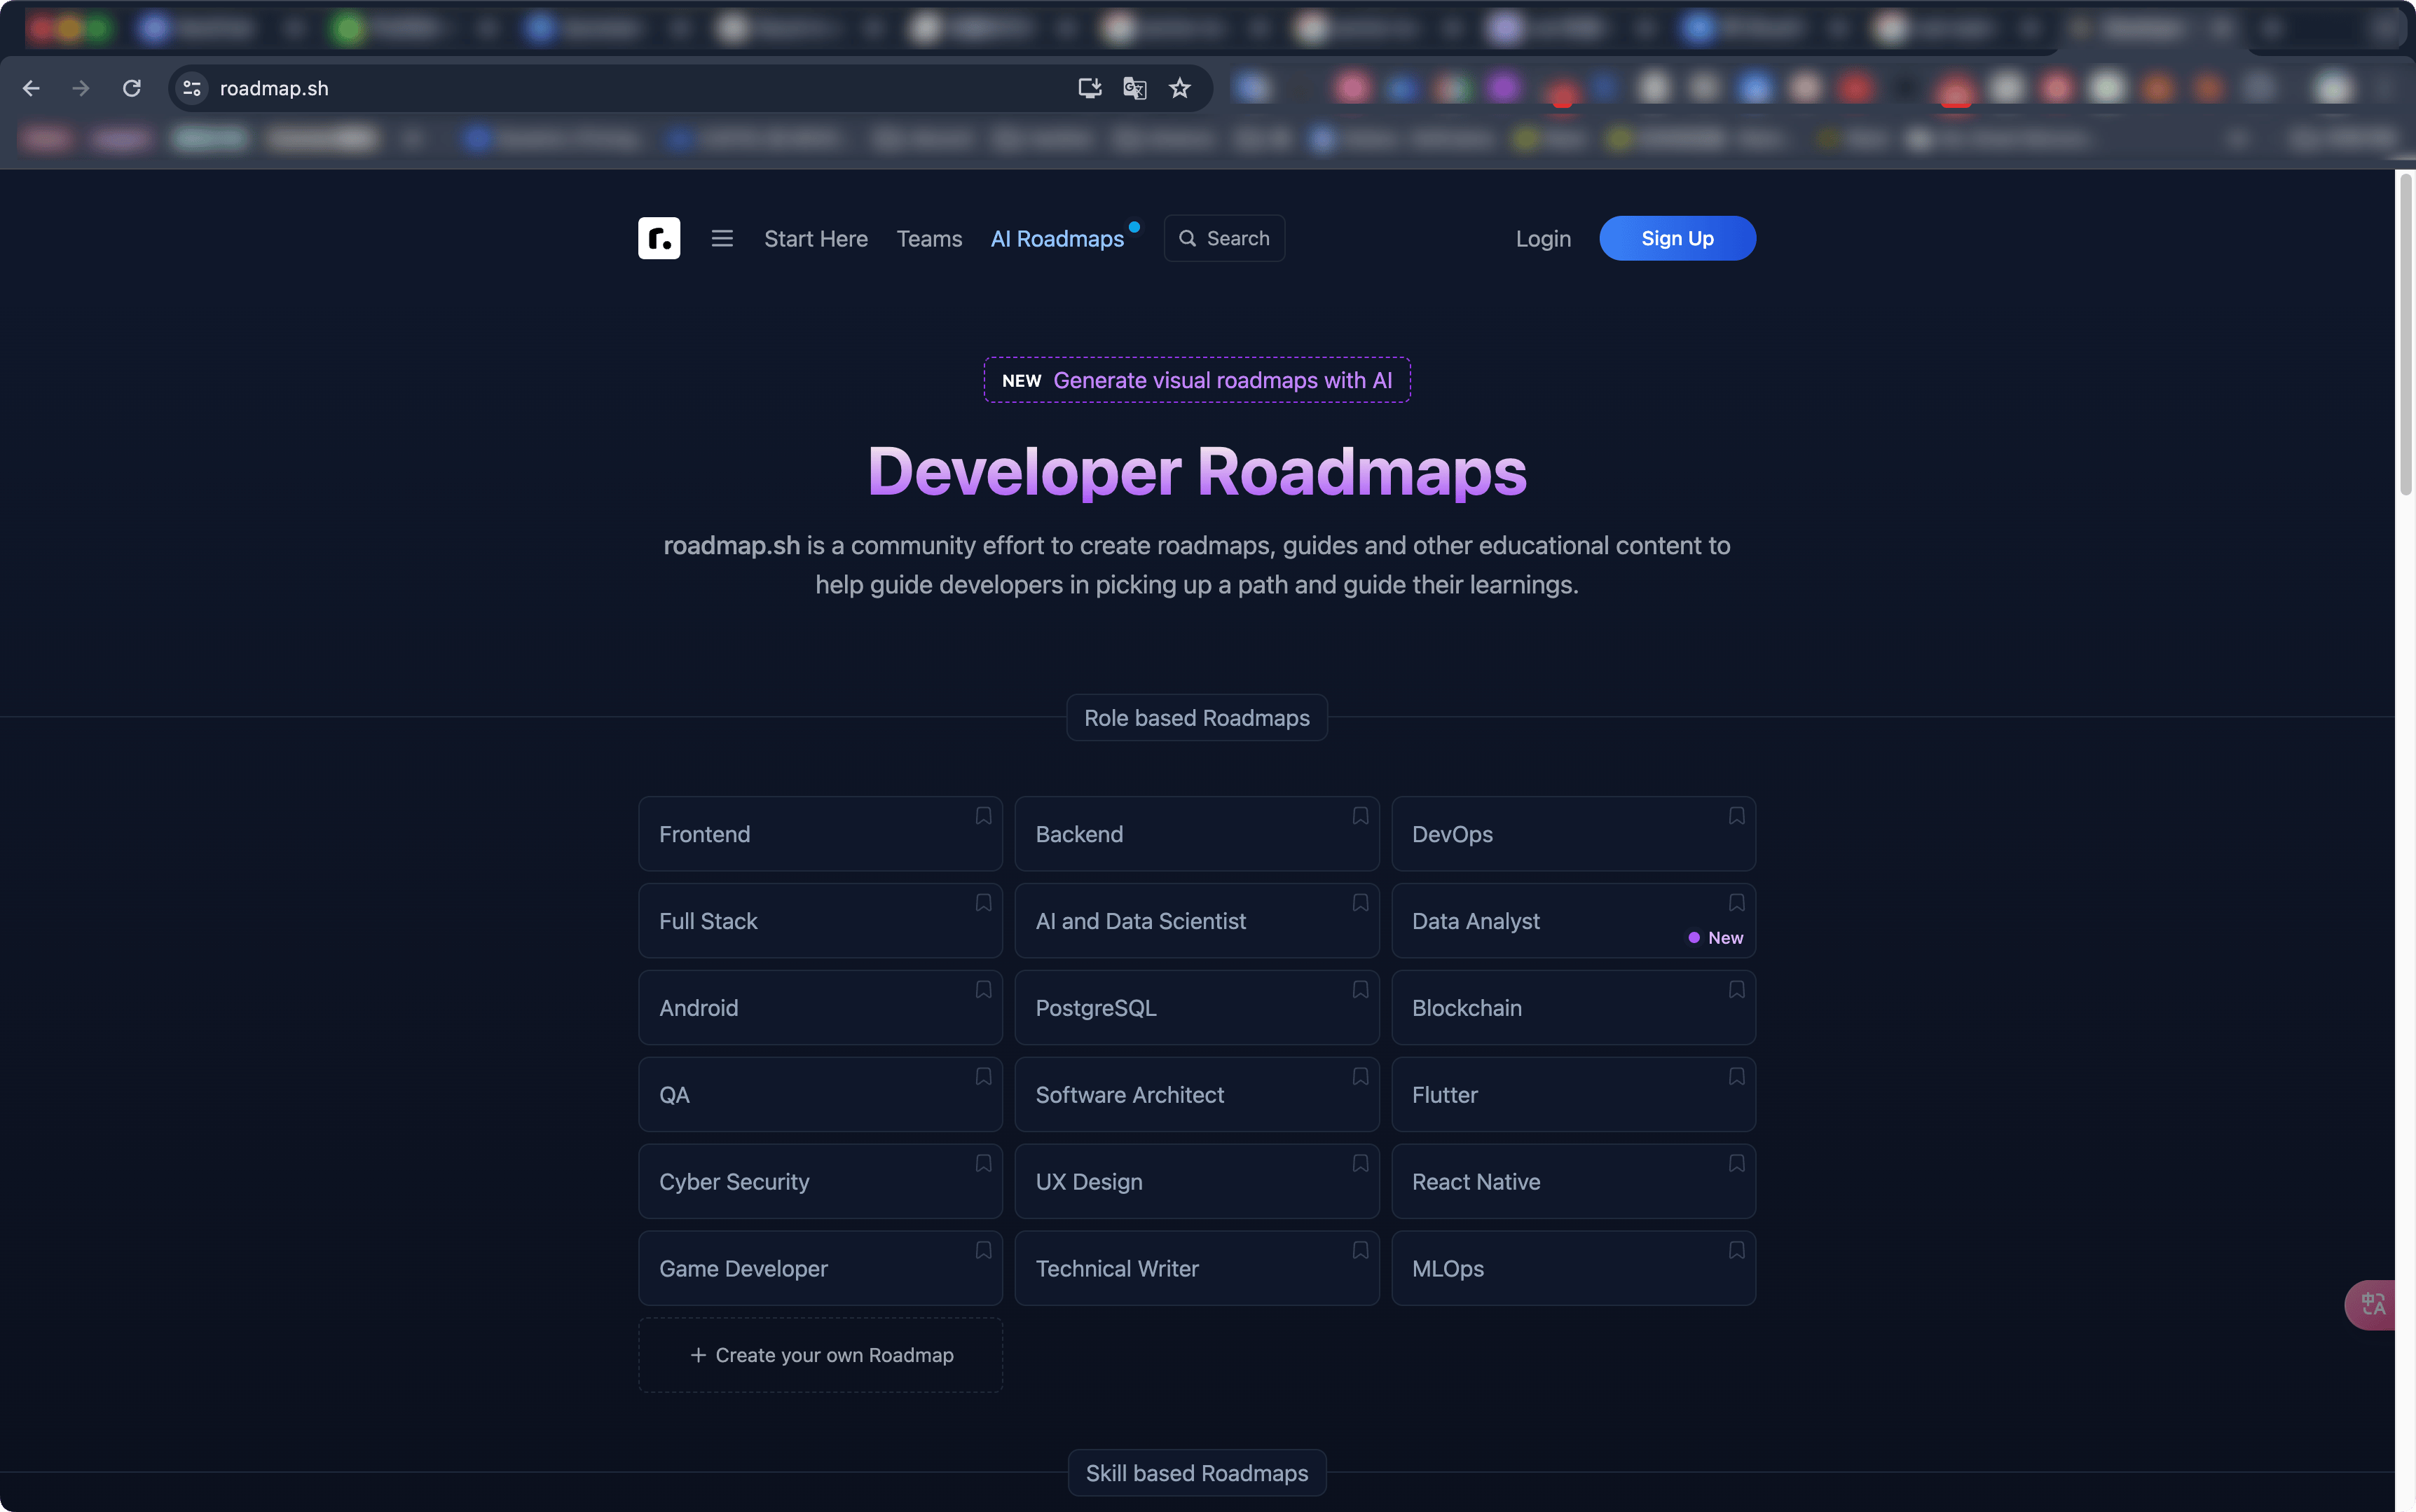 roadmap.sh
r.
Start Here
Teams
AI Roadmaps
Search
Login
Sign Up
NEW Generate visual roadmaps with AI
Developer Roadmaps
roadmap.sh is a community effort to create roadmaps, guides and other educational content to
help guide developers in picking up a path and guide their learnings.
Role based Roadmaps
Frontend
Backend
DevOps
Full Stack
AI and Data Scientist
Data Analyst
New
Android
PostgreSQL
Blockchain
QA
Software Architect
Flutter
Cyber Security
UX Design
React Native
Game Developer
Technical Writer
MLOps
+ Create your own Roadmap
Skill based Roadmaps